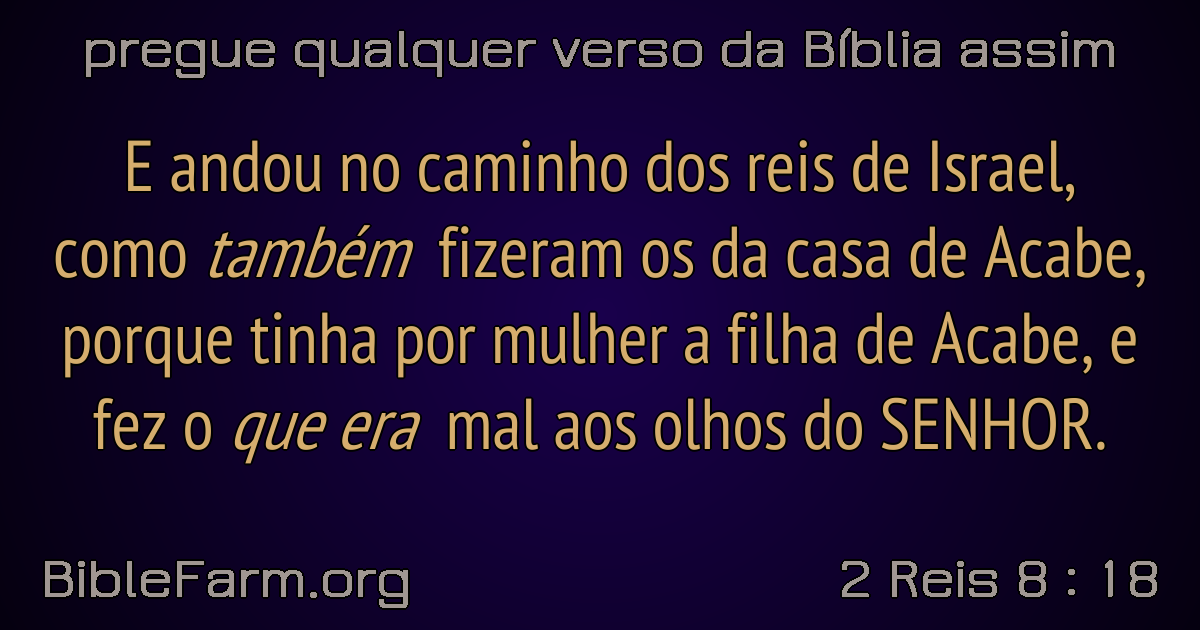 pregue qualquer verso da Bíblia assim
E andou no caminho dos reis de Israel,
como também fizeram os da casa de Acabe,
porque tinha por mulher a filha de Acabe, e
fez o que era mal aos olhos do SENHOR.
BibleFarm.org
2 Reis 8 : 18